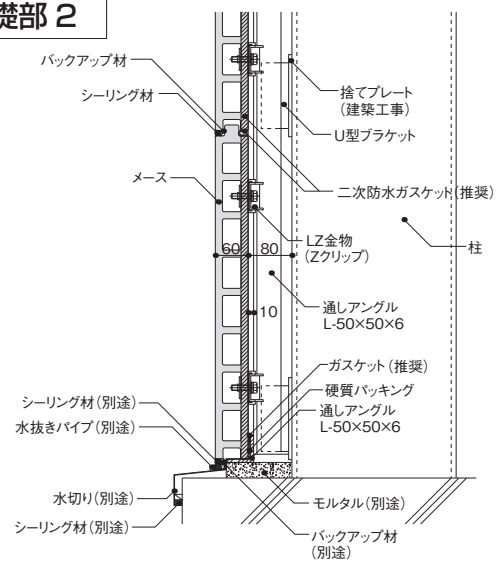 礎部 2
バックアップ材
シーリング材
メース
捨てプレート
(建築工事)
U型ブラケット
二次防水ガスケット(推奨)
LZ金物
(Zクリップ)
柱
60
80
10
通しアングル
L-50×50×6
ガスケット(推奨)
硬質パッキング
通しアングル
L-50×50×6
シーリング材(別途)
水抜きパイプ(別途)
水切り(別途)
シーリング材(別途)
モルタル(別途)
バックアップ材
(別途)